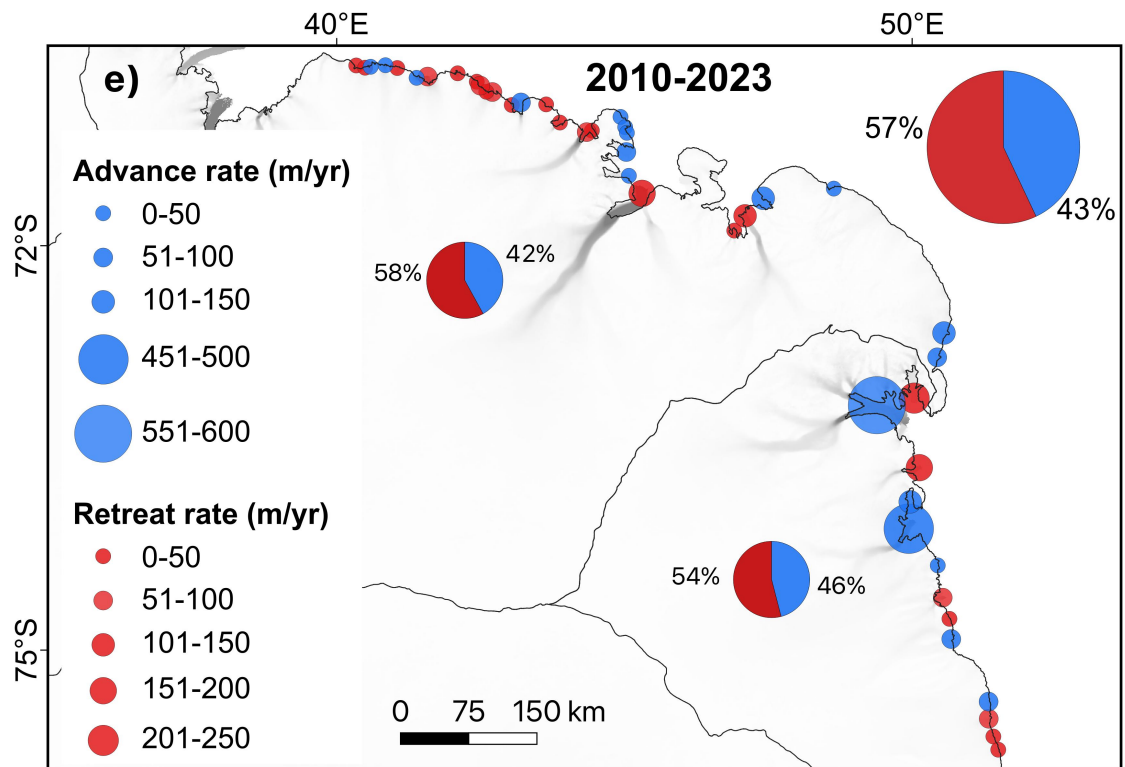 40°E 50°E
e) 2010-2023
57%
43%
Advance rate (m/yr)
0-50
51-100
101-150
451-500
551-600
72°S
58% 42%
Retreat rate (m/yr)
0-50
51-100
101-150
151-200
201-250
54% 46%
75°S
0 75 150 km